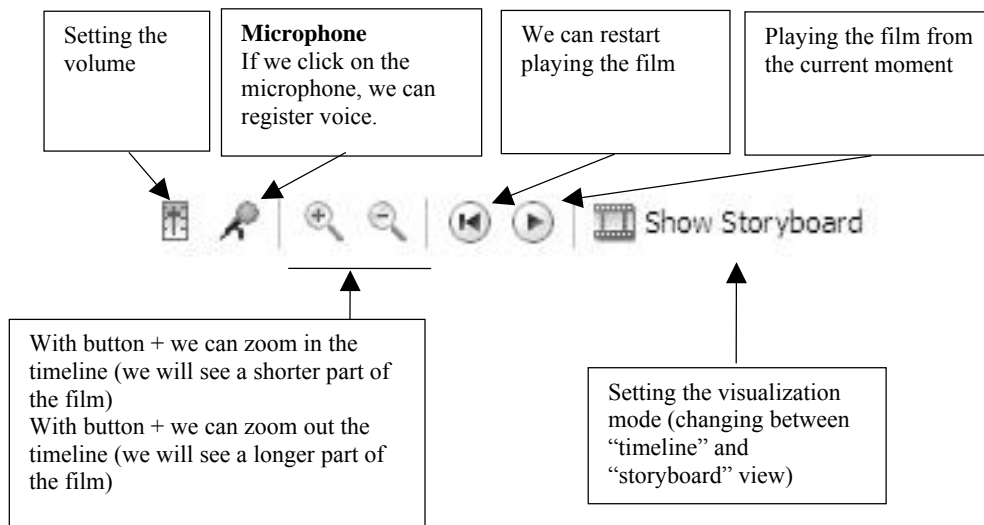 Setting the
volume
Microphone
If we click on the
microphone, we can
register voice.
We can restart
playing the film
Playing the film from
the current moment
Show Storyboard
With button + we can zoom in the
timeline (we will see a shorter part of
the film)
With button + we can zoom out the
timeline (we will see a longer part of
the film)
Setting the visualization
mode (changing between
“timeline” and
“storyboard” view)